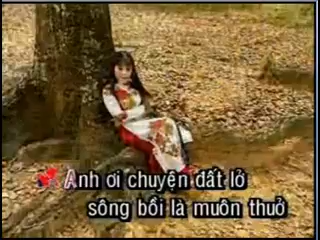 Anh ơi chuyện đất lở
sông bồi là muôn thuở